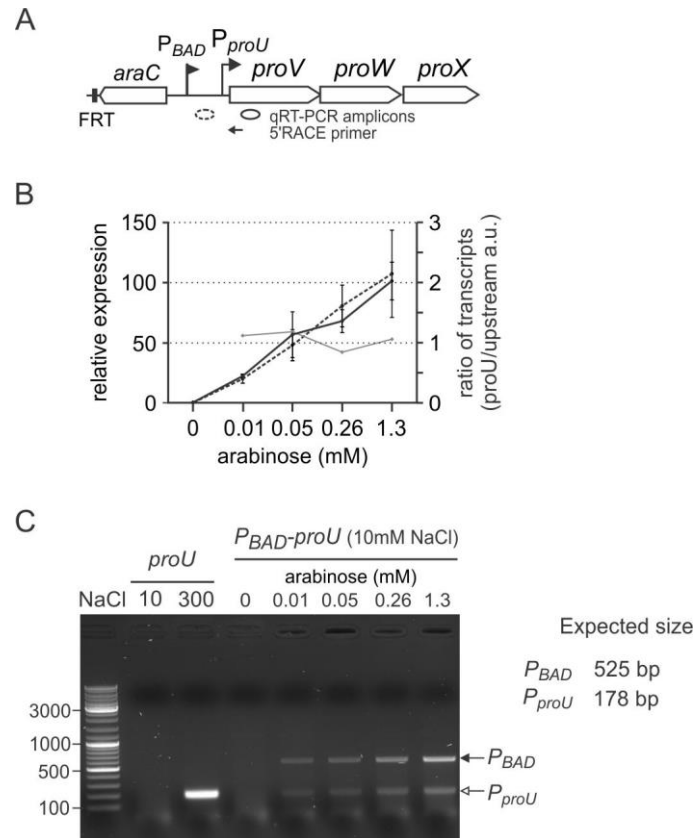 A
P_BAD P_proU
araC proV proW proX
FRT
qRT-PCR amplicons
5'RACE primer
B
relative expression
150
100
50
0
3
2
1
0
ratio of transcripts
(proU/upstream a.u.)
0 0.01 0.05 0.26 1.3
arabinose (mM)
C
proU
P_BAD-proU (10mM NaCl)
arabinose (mM)
NaCl 10 300 0 0.01 0.05 0.26 1.3
3000
1000
500
100
P_BAD
P_proU
Expected size
P_BAD 525 bp
P_proU 178 bp